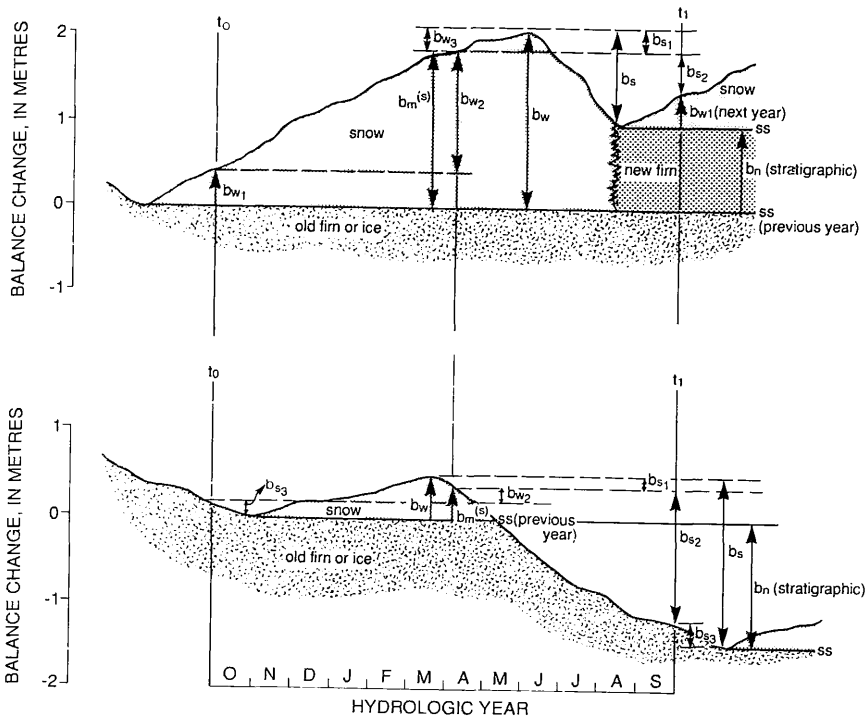 t₀
t₁
2
1
0
-1
BALANCE CHANGE, IN METRES
bw₃
bs₁
bm(s)
bw₂
bw
bs
bs₂
snow
bw₁(next year)
ss
snow
new firn
bn (stratigraphic)
bw₁
ss
(previous year)
old firn or ice
t₀
t₁
1
0
-1
-2
BALANCE CHANGE, IN METRES
bs₃
bs₁
bw₂
snow
bw
bm(s)
ss(previous
year)
bs₂
bs
old firn or ice
bn (stratigraphic)
bs₃
ss
O N D J F M A M J J A S
HYDROLOGIC YEAR